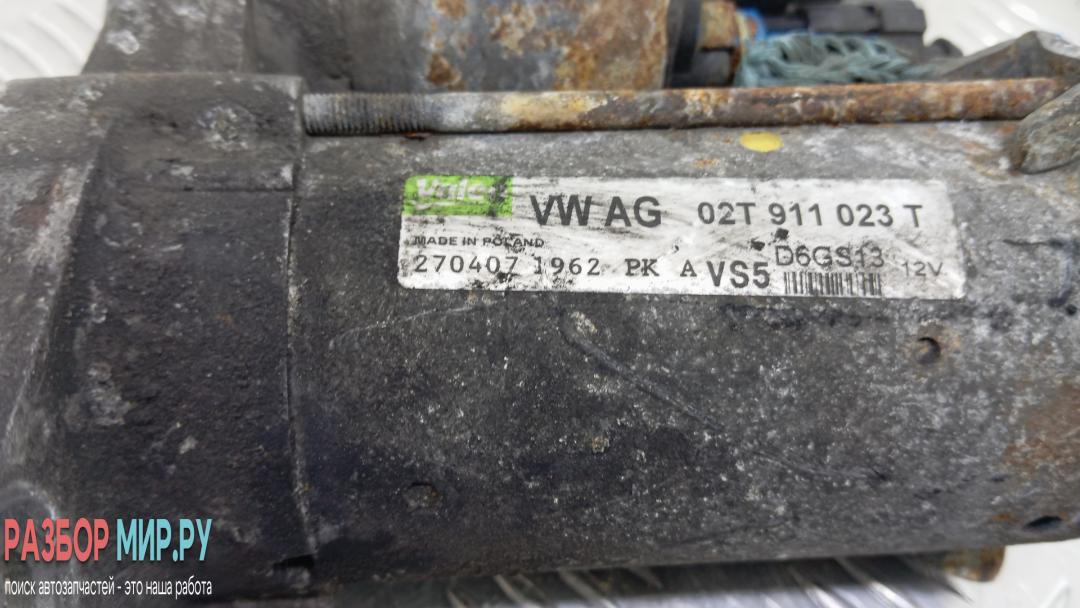 Valeo VW AG 02T 911 023 T
MADE IN POLAND
270407 1962 PK A VS5 D6GS13 12V
РАЗБОР МИР.РУ
поиск автозапчастей - это наша работа